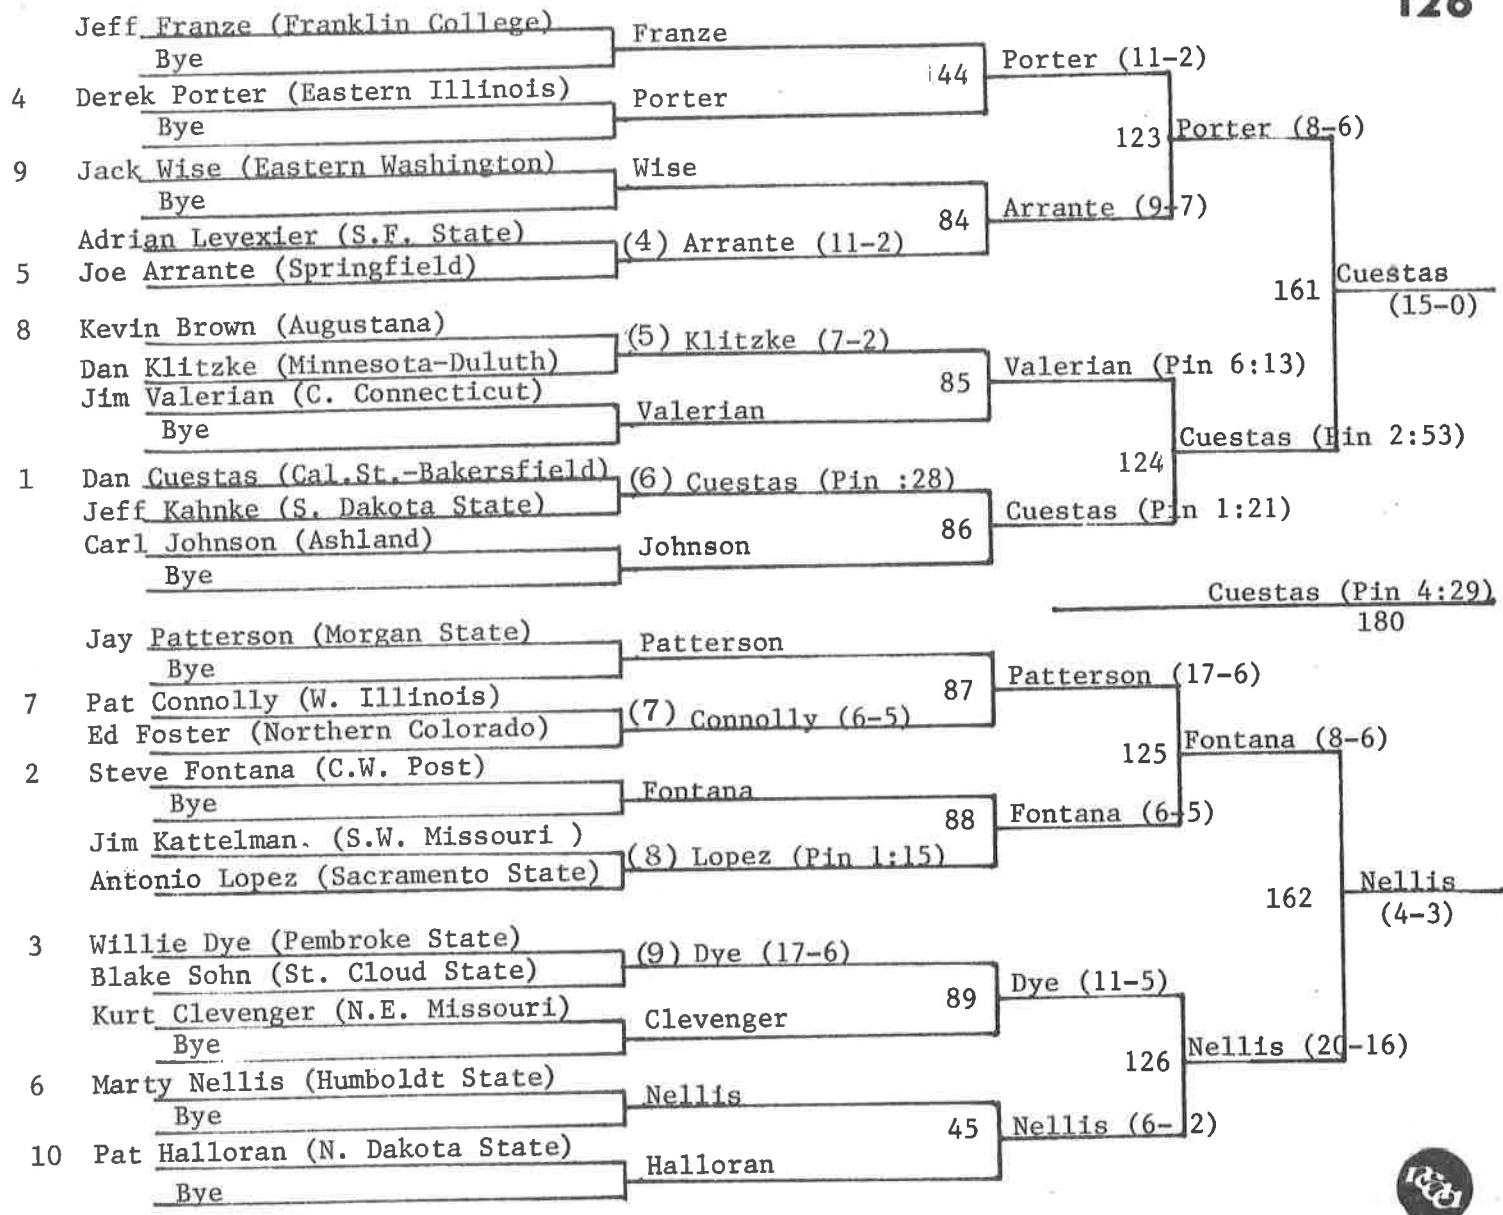 126
Jeff Franze (Franklin College)
Bye
Franze
4 Derek Porter (Eastern Illinois)
Bye
Porter
44
Porter (11-2)
9 Jack Wise (Eastern Washington)
Bye
Wise
Adrian Levexier (S.F. State)
5 Joe Arrante (Springfield)
(4) Arrante (11-2)
84
Arrante (9-7)
123
Porter (8-6)
8 Kevin Brown (Augustana)
Dan Klitzke (Minnesota-Duluth)
(5) Klitzke (7-2)
Jim Valerian (C. Connecticut)
Bye
Valerian
85
Valerian (Pin 6:13)
1 Dan Cuestas (Cal.St.-Bakersfield)
Jeff Kahnke (S. Dakota State)
(6) Cuestas (Pin :28)
Carl Johnson (Ashland)
Bye
Johnson
86
Cuestas (Pin 1:21)
124
Cuestas (Pin 2:53)
161
Cuestas
(15-0)
Cuestas (Pin 4:29)
180
Jay Patterson (Morgan State)
Bye
Patterson
7 Pat Connolly (W. Illinois)
Ed Foster (Northern Colorado)
(7) Connolly (6-5)
87
Patterson (17-6)
2 Steve Fontana (C.W. Post)
Bye
Fontana
Jim Kattelman. (S.W. Missouri )
Antonio Lopez (Sacramento State)
(8) Lopez (Pin 1:15)
88
Fontana (6-5)
125
Fontana (8-6)
3 Willie Dye (Pembroke State)
Blake Sohn (St. Cloud State)
(9) Dye (17-6)
Kurt Clevenger (N.E. Missouri)
Bye
Clevenger
89
Dye (11-5)
6 Marty Nellis (Humboldt State)
Bye
Nellis
10 Pat Halloran (N. Dakota State)
Bye
Halloran
45
Nellis (6-2)
126
Nellis (20-16)
162
Nellis
(4-3)